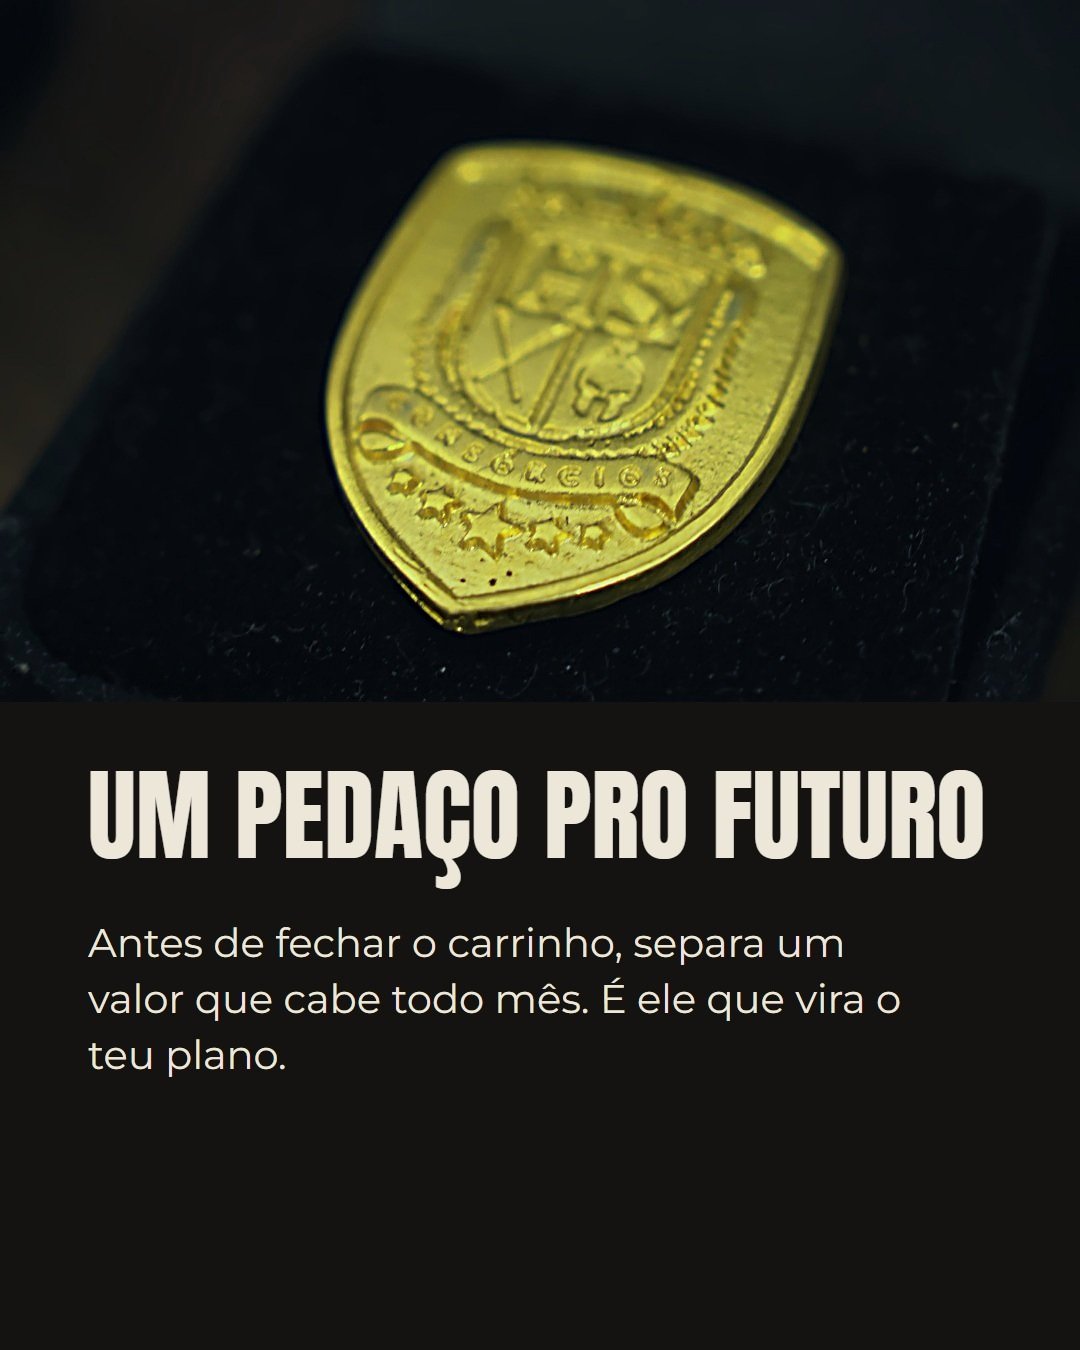 CONSÓRCIOS
UM PEDAÇO PRO FUTURO
Antes de fechar o carrinho, separa um
valor que cabe todo mês. É ele que vira o
teu plano.